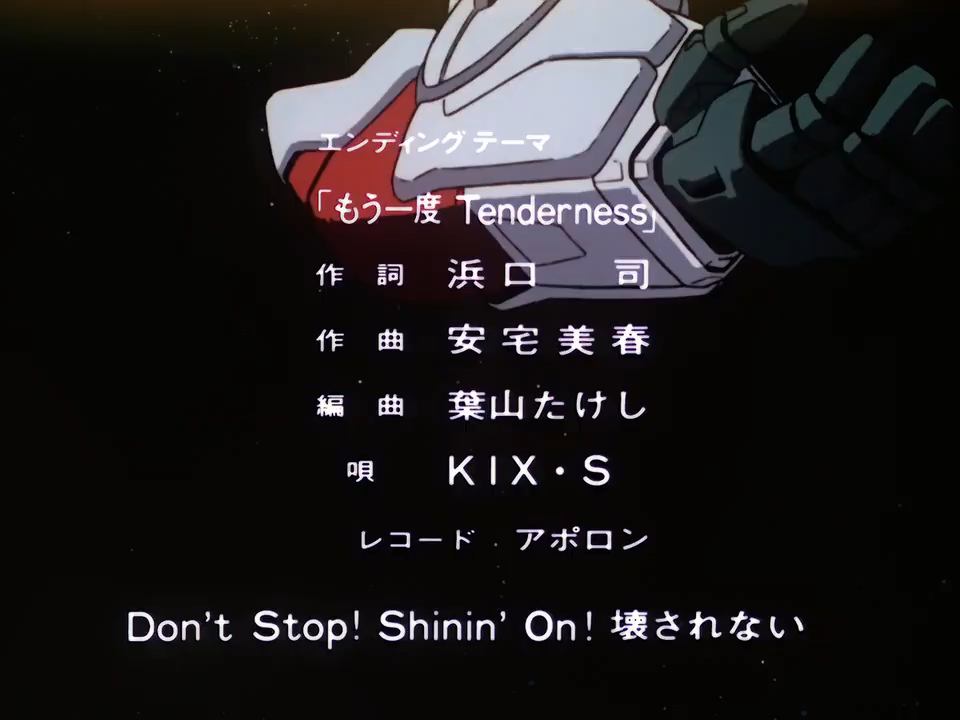 エンディング テーマ
「もう一度 Tenderness」
作 詞 浜 口 司
作 曲 安 宅 美 春
編 曲 葉山たけし
唄 KIX・S
レコード アポロン
Don't Stop! Shinin' On! 壊されない